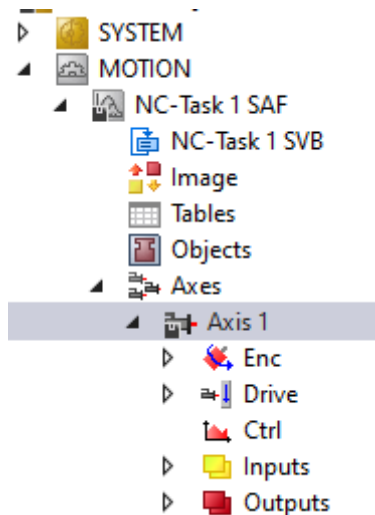 SYSTEM
MOTION
NC-Task 1 SAF
NC-Task 1 SVB
Image
Tables
Objects
Axes
Axis 1
Enc
Drive
Ctrl
Inputs
Outputs